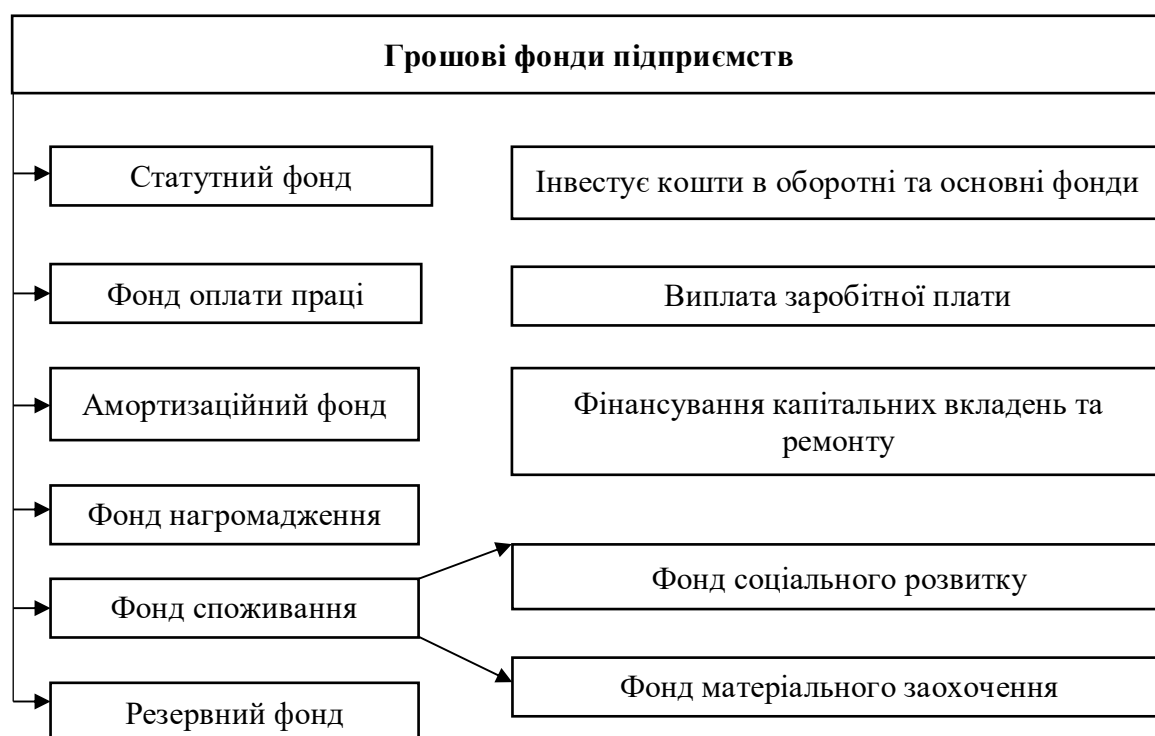 Грошові фонди підприємств
Статутний фонд
Інвестує кошти в оборотні та основні фонди
Фонд оплати праці
Виплата заробітної плати
Амортизаційний фонд
Фінансування капітальних вкладень та
ремонту
Фонд нагромадження
Фонд споживання
Фонд соціального розвитку
Фонд матеріального заохочення
Резервний фонд